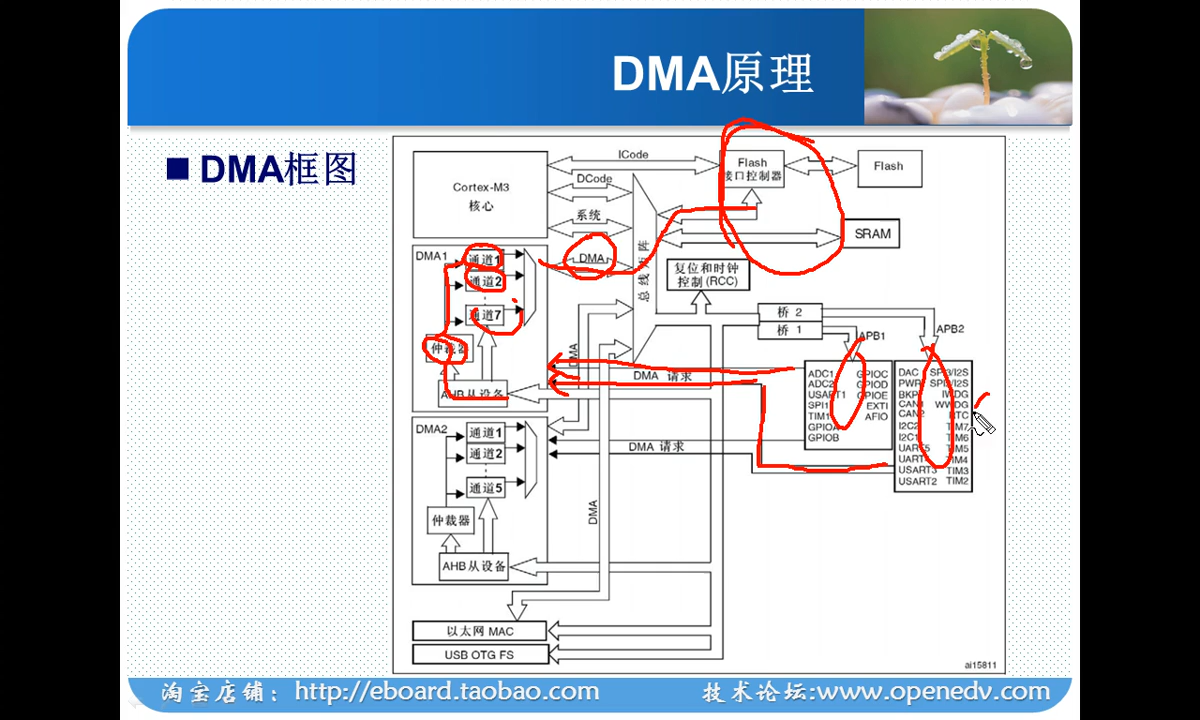 DMA原理
■ DMA框图
Cortex-M3
核心
ICode
DCode
系统
DMA
总线矩阵
Flash
接口控制器
Flash
SRAM
复位和时钟
控制(RCC)
桥 2
桥 1
APB2
APB1
DMA1
通道1
通道2
通道7
仲裁器
AHB从设备
DMA
DMA 请求
ADC1 GPIOC
ADC2 GPIOD
USART1 GPIOE
SPI1 EXTI
TIM1 AFIO
GPIOA
GPIOB
DAC SPI3/I2S
PWR SPI2/I2S
BKP IWDG
CAN1 WWDG
CAN2 RTC
I2C2 TIM7
I2C1 TIM6
UART5 TIM5
UART4 TIM4
USART3 TIM3
USART2 TIM2
DMA2
通道1
通道2
通道5
仲裁器
AHB从设备
DMA 请求
DMA
以太网 MAC
USB OTG FS
ai15811
淘宝店铺：http://eboard.taobao.com
技术论坛:www.openedv.com